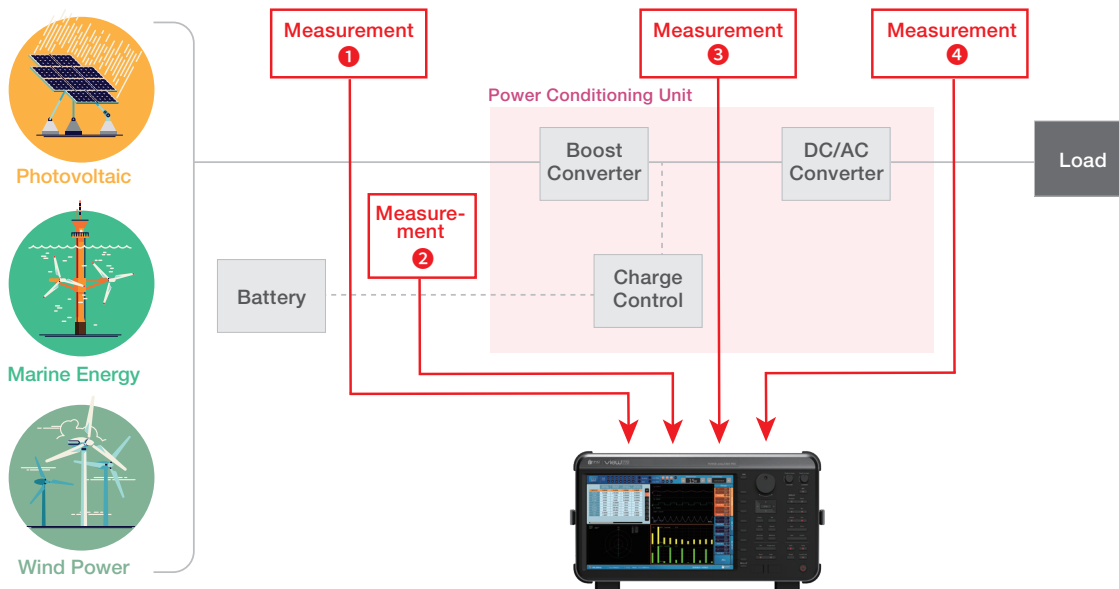 Measurement
1
Measurement
3
Measurement
4
Power Conditioning Unit
Boost
Converter
DC/AC
Converter
Load
Photovoltaic
Measure-
ment
2
Charge
Control
Battery
Marine Energy
Wind Power